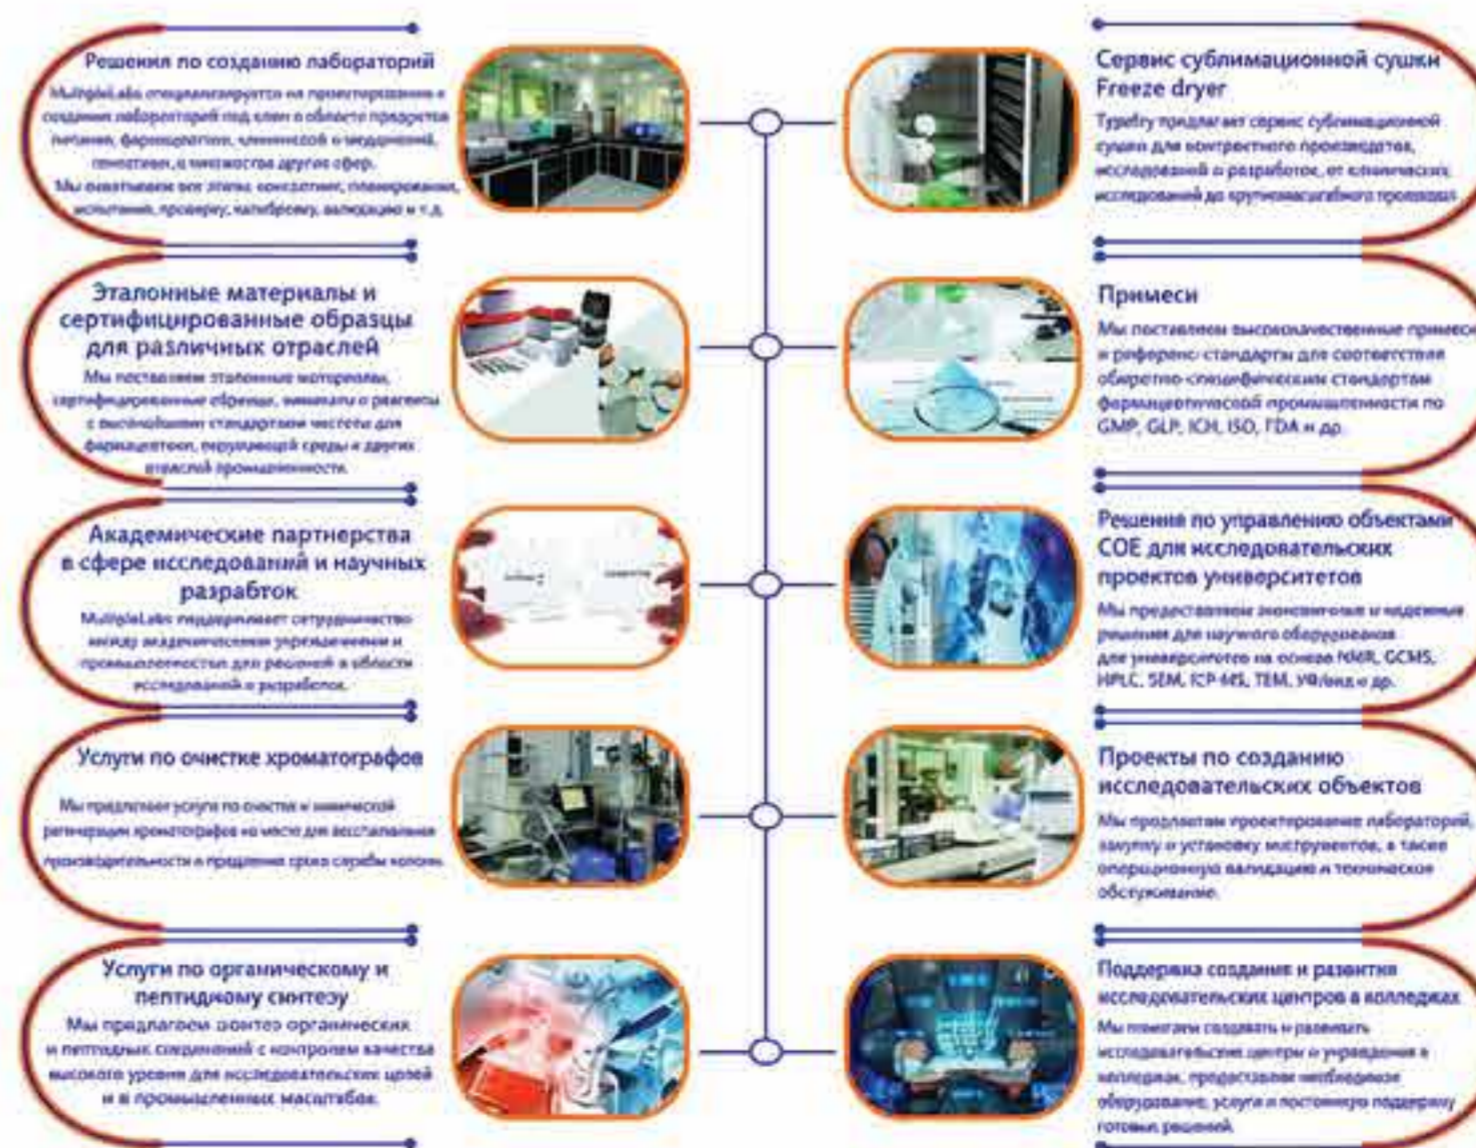 Решения по созданию лабораторий
MultipleLabs специализируется на проектировании и
создании лабораторий под ключ в области продуктов
питания, фармацевтики, клинической и медицинской,
генетики, и множества других сфер.
Мы охватываем все этапы: консалтинг, планирование,
испытания, проверку, калибровку, валидацию и т.д.
Эталонные материалы и
сертифицированные образцы
для различных отраслей
Мы поставляем эталонные материалы,
сертифицированные образцы, и реагенты
с высочайшим стандартом чистоты для
фармацевтики, окружающей среды и других
отраслей промышленности.
Академические партнерства
в сфере исследований и научных
разрабток
MultipleLabs поддерживает сотрудничество
между академическими учреждениями и
промышленностью для решений в области
исследований и разработок.
Услуги по очистке хроматографов
Мы предлагаем услуги по очистке и химической
регенерации хроматографов на месте для восстановления
производительности и продления срока службы колонн.
Услуги по органическому и
пептидному синтезу
Мы предлагаем синтез органических
и пептидных соединений с контролем качества
высокого уровня для исследовательских целей
и в промышленных масштабах.
Сервис сублимационной сушки
Freeze dryer
предлагает сервис сублимационной
сушки для контрактного производства,
исследований и разработок, от клинических
исследований до крупномасштабного
Примеси
Мы поставляем высококачественные примеси
и референс-стандарты для соответствия
стандартам
фармацевтической промышленности по
GMP, GLP, ICH, ISO, FDA и др.
Решения по управлению объектами
COE для исследовательских
проектов университетов
Мы предоставляем экономичные и надежные
решения для научного оборудования
для университетов на основе NMR, GCMS,
HPLC, SEM, ICP-MS, TEM, УФ/вид и др.
Проекты по созданию
исследовательских объектов
Мы предлагаем проектирование лабораторий,
закупку и установку инструментов, а также
операционную валидацию и техническое
обслуживание.
Поддержка создания и развития
исследовательских центров в колледжах
Мы помогаем создавать и развивать
исследовательские центры и учреждения в
колледжах, предоставляем необходимое
оборудование, услуги и постоянную поддержку
готовых решений.